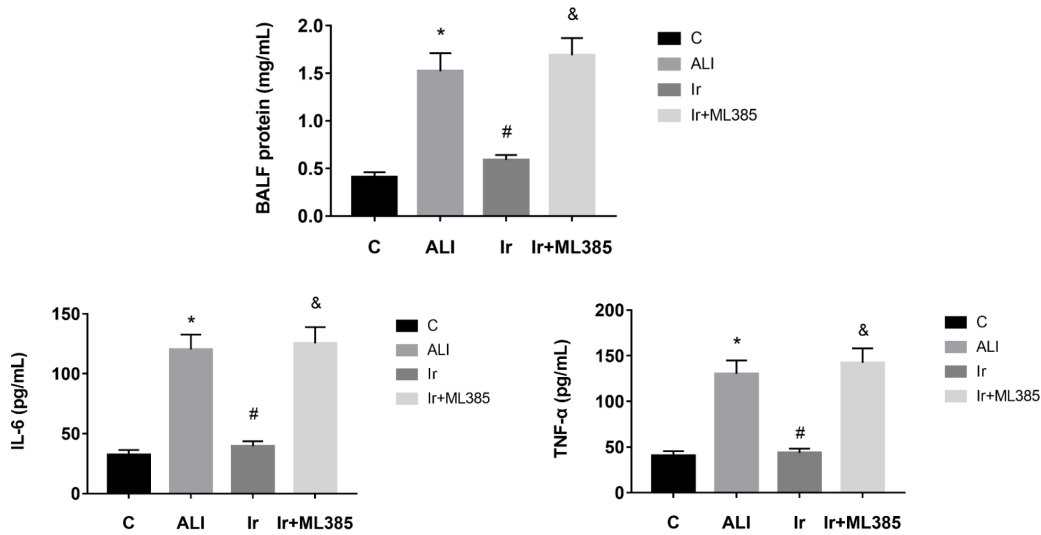 BALF protein (mg/mL)
2.0
1.5
1.0
0.5
0.0
*
#
&
C
ALI
Ir
Ir+ML385
C
ALI
Ir
Ir+ML385
IL-6 (pg/mL)
150
100
50
0
*
#
&
C
ALI
Ir
Ir+ML385
C
ALI
Ir
Ir+ML385
TNF-α (pg/mL)
200
150
100
50
0
*
#
&
C
ALI
Ir
Ir+ML385
C
ALI
Ir
Ir+ML385